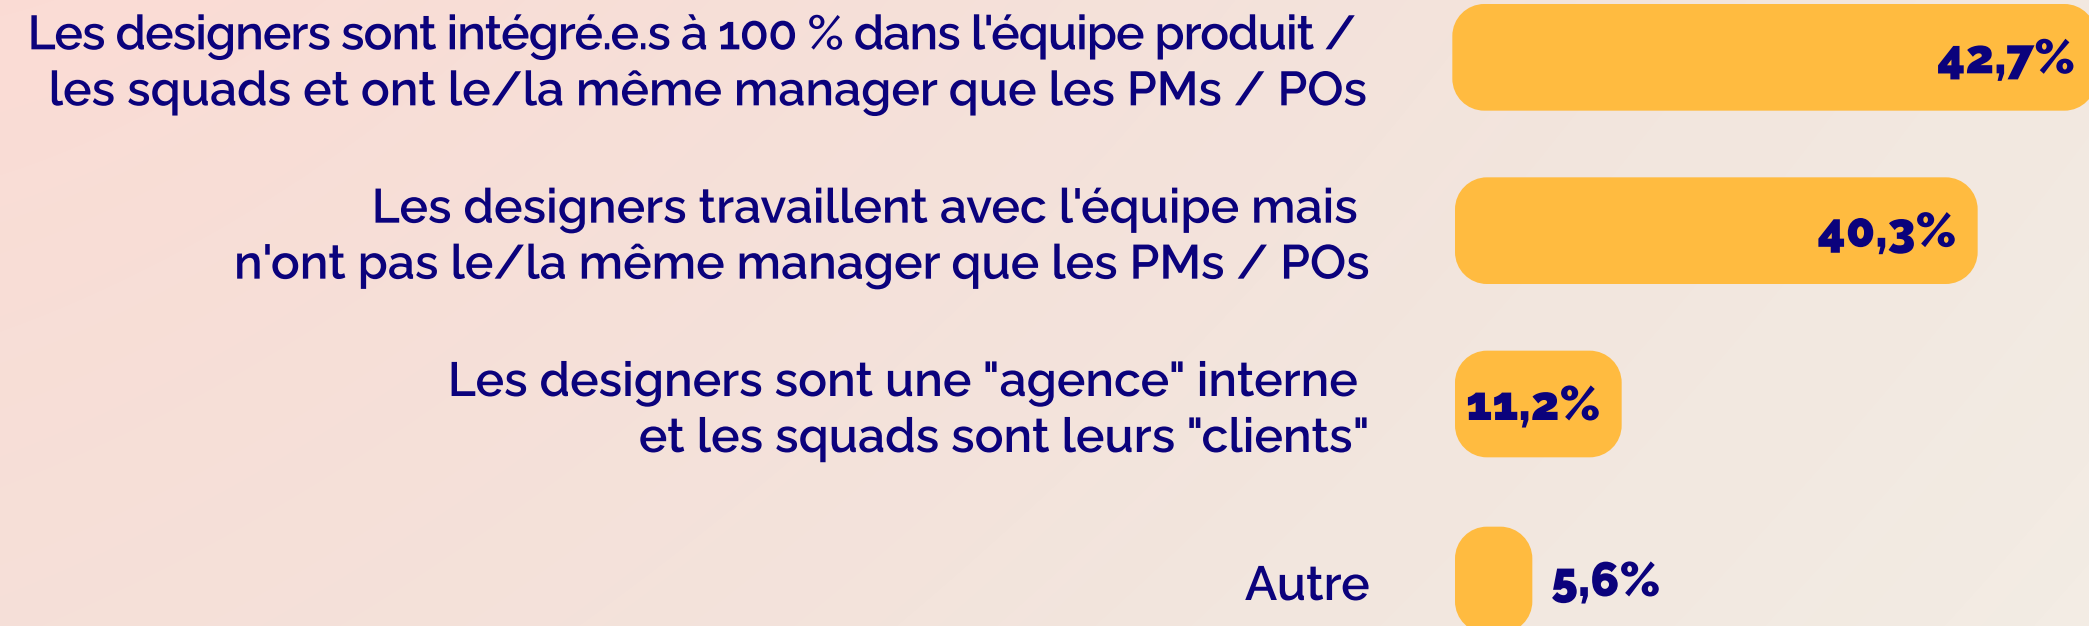 Les designers sont intégré.e.s à 100 % dans l'équipe produit /
les squads et ont le/la même manager que les PMs / POs
42,7%
Les designers travaillent avec l'équipe mais
n'ont pas le/la même manager que les PMs / POs
40,3%
Les designers sont une "agence" interne
et les squads sont leurs "clients"
11,2%
Autre
5,6%